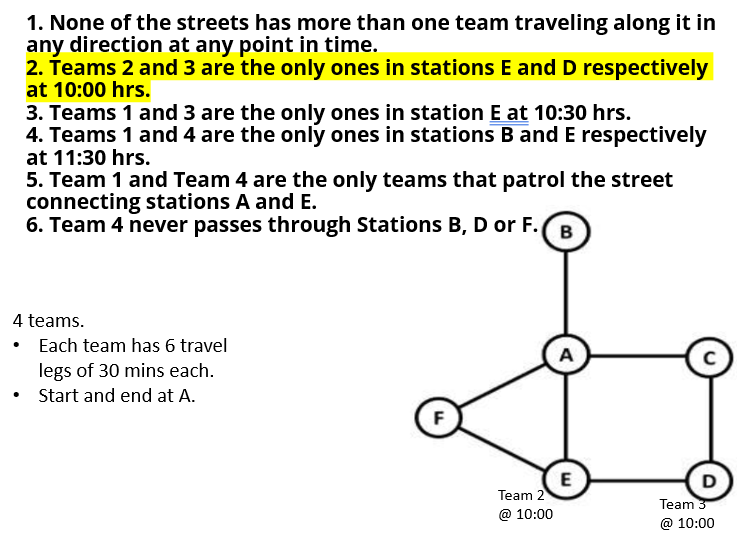 1. None of the streets has more than one team traveling along it in
any direction at any point in time.
2. Teams 2 and 3 are the only ones in stations E and D respectively
at 10:00 hrs.
3. Teams 1 and 3 are the only ones in station E at 10:30 hrs.
4. Teams 1 and 4 are the only ones in stations B and E respectively
at 11:30 hrs.
5. Team 1 and Team 4 are the only teams that patrol the street
connecting stations A and E.
6. Team 4 never passes through Stations B, D or F.
B
4 teams.
• Each team has 6 travel
legs of 30 mins each.
• Start and end at A.
A
C
F
E
D
Team 2
@ 10:00
Team 3
@ 10:00